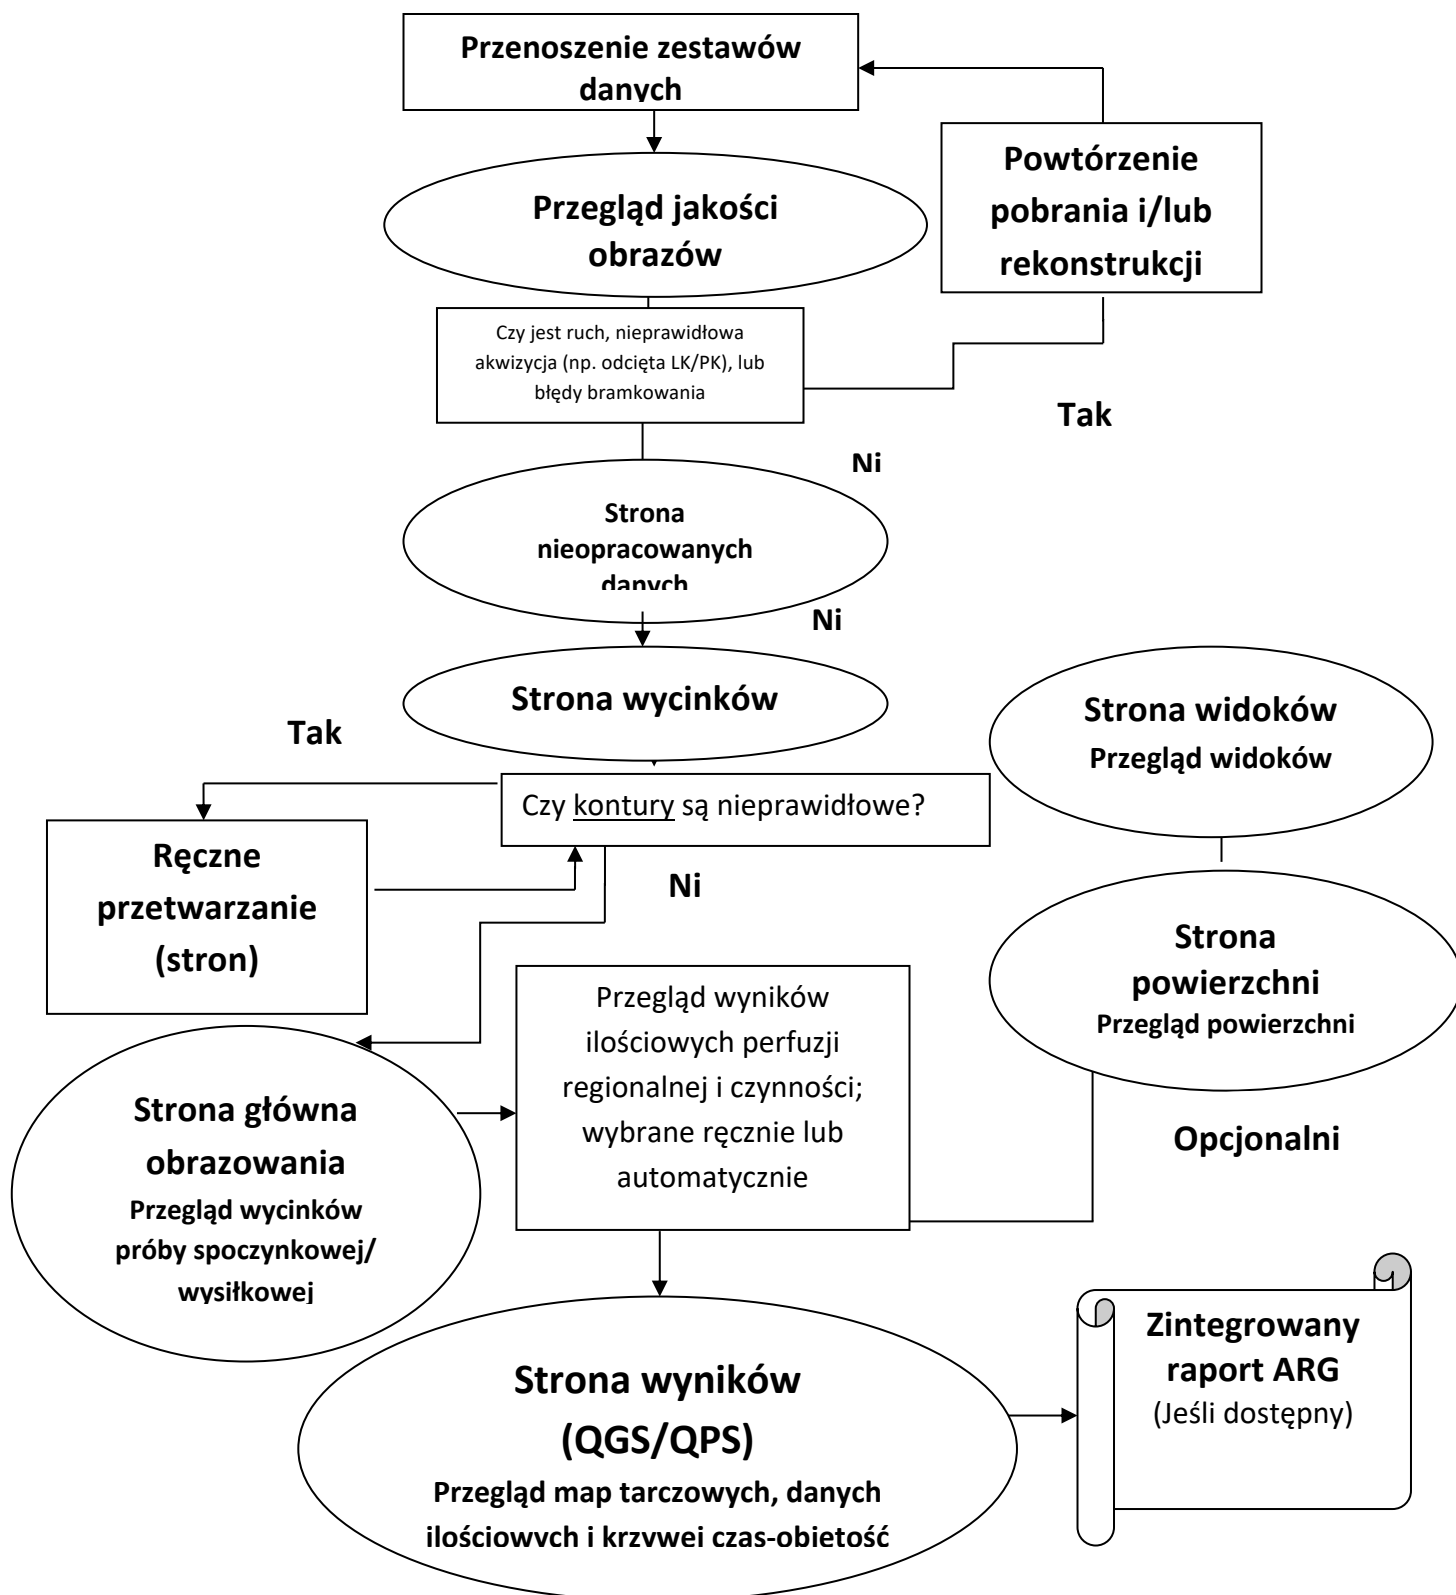 Przenoszenie zestawów
danych
Powtórzenie
pobrania i/lub
rekonstrukcji
Przegląd jakości
obrazów
Czy jest ruch, nieprawidłowa
akwizycja (np. odcięta LK/PK), lub
błędy bramkowania
Tak
Ni
Strona
nieopracowanych
danych
Ni
Strona wycinków
Strona widoków
Przegląd widoków
Tak
Czy kontury są nieprawidłowe?
Ręczne
przetwarzanie
(stron)
Ni
Strona
powierzchni
Przegląd powierzchni
Przegląd wyników
ilościowych perfuzji
regionalnej i czynności;
wybrane ręcznie lub
automatycznie
Opcjonalni
Strona główna
obrazowania
Przegląd wycinków
próby spoczynkowej/
wysiłkowej
Strona wyników
(QGS/QPS)
Przegląd map tarczowych, danych
ilościowych i krzywej czas-objętość
Zintegrowany
raport ARG
(Jeśli dostępny)